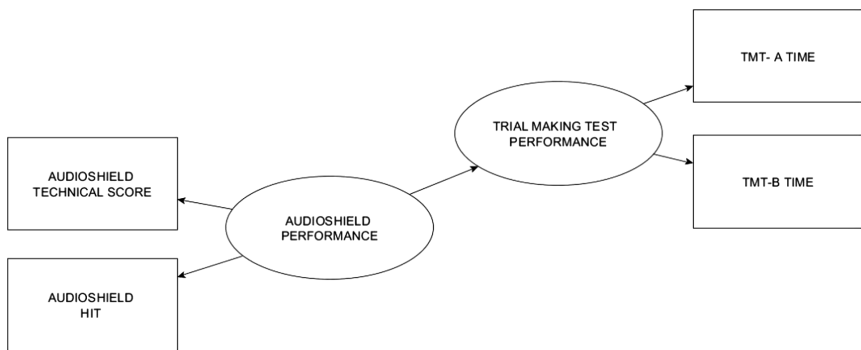 TMT- A TIME
TRIAL MAKING TEST
PERFORMANCE
TMT-B TIME
AUDIOSHIELD
TECHNICAL SCORE
AUDIOSHIELD
PERFORMANCE
AUDIOSHIELD
HIT